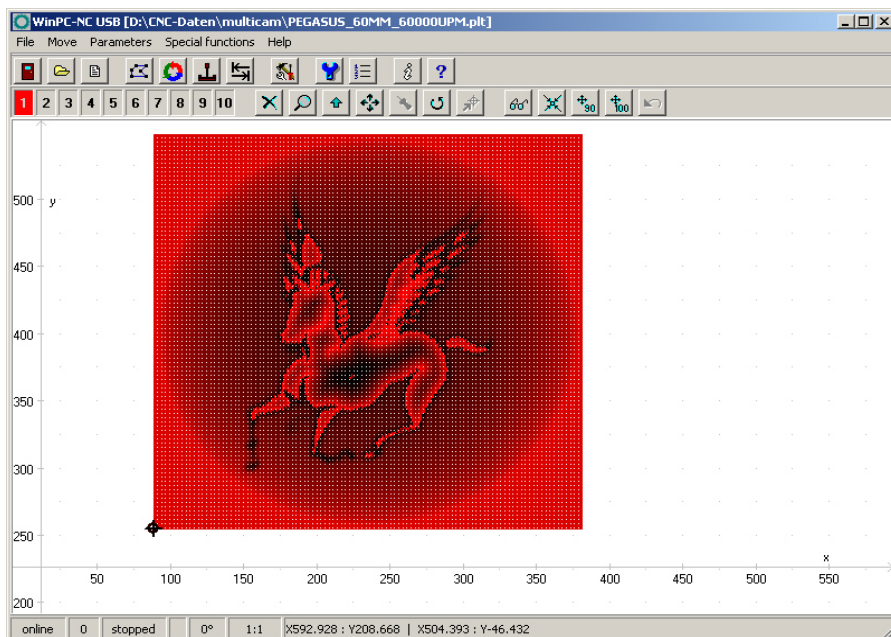 WinPC-NC USB [D:\CNC-Daten\multicam\PEGASUS_60MM_60000UPM.plt]
File Move Parameters Special functions Help
1 2 3 4 5 6 7 8 9 10 90 100
500 y
450
400
350
300
250
x
50 100 150 200 250 300 350 400 450 500 550
200
online 0 stopped 0° 1:1 X592.928 : Y208.668 | X504.393 : Y-46.432